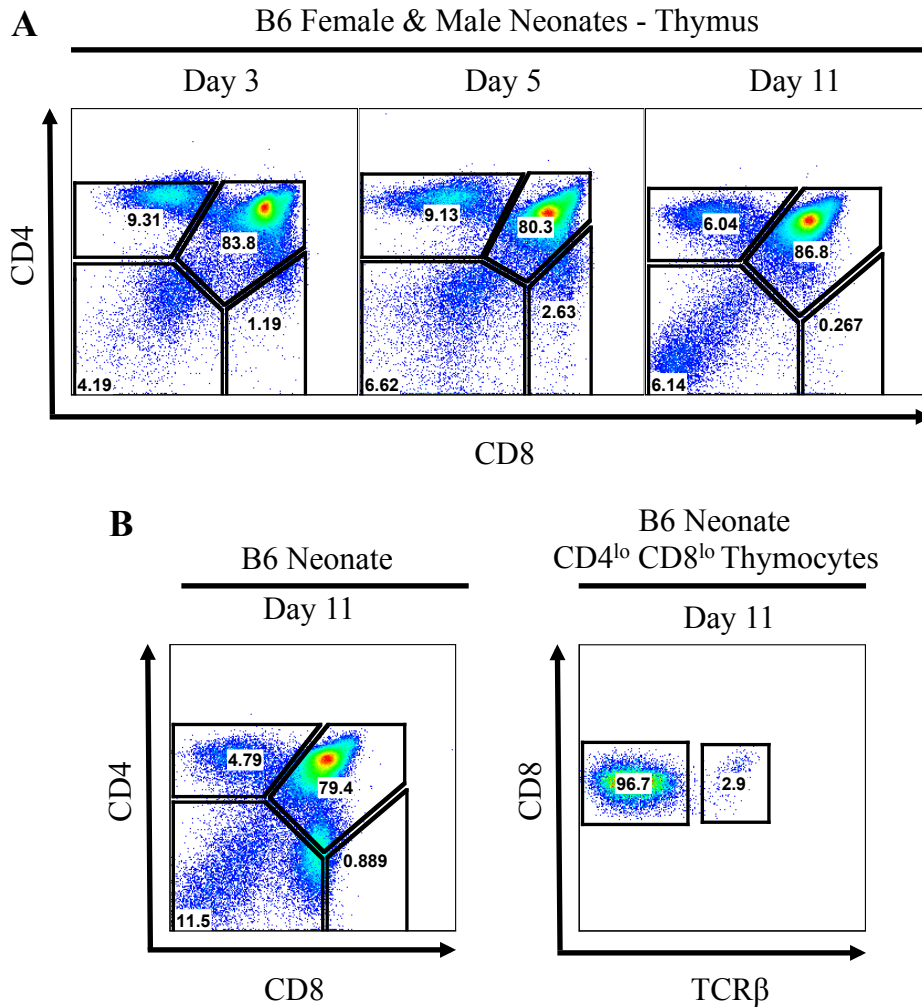 A
B6 Female & Male Neonates - Thymus
Day 3
Day 5
Day 11
CD4
9.31
83.8
1.19
4.19
9.13
80.3
2.63
6.62
6.04
86.8
0.267
6.14
CD8
B
B6 Neonate
Day 11
CD4
4.79
79.4
0.889
11.5
CD8
B6 Neonate
CD4lo CD8lo Thymocytes
Day 11
CD8
96.7
2.9
TCRβ